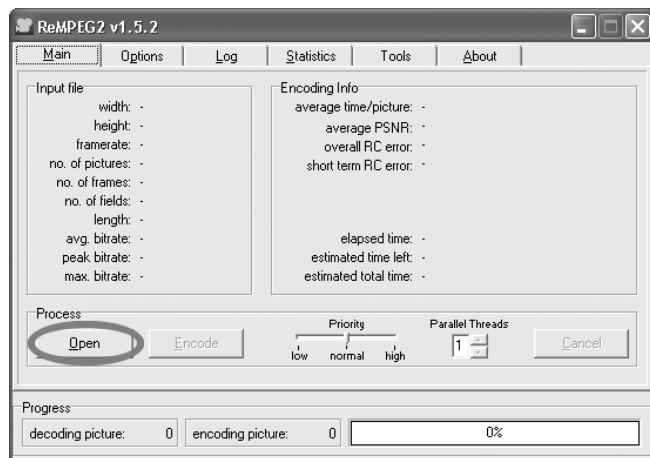 ReMPEG2 v1.5.2
Main Options Log Statistics Tools About
Input file
width: -
height: -
framerate: -
no. of pictures: -
no. of frames: -
no. of fields: -
length: -
avg. bitrate: -
peak bitrate: -
max. bitrate: -
Encoding Info
average time/picture: -
average PSNR: -
overall RC error: -
short term RC error: -
elapsed time: -
estimated time left: -
estimated total time: -
Process
Open Encode
Priority
low normal high
Parallel Threads
1
Cancel
Progress
decoding picture: 0 encoding picture: 0 0%